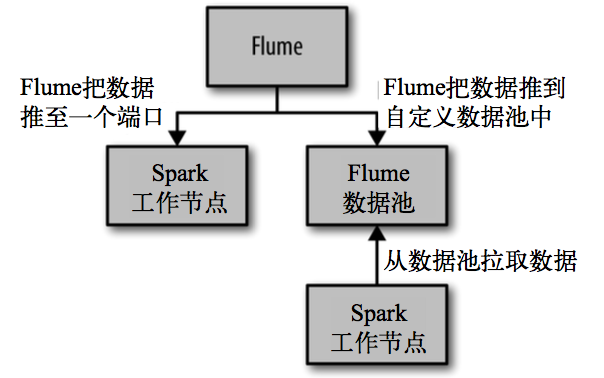 Flume
Flume把数据
推至一个端口
Flume把数据推到
自定义数据池中
Spark
工作节点
Flume
数据池
从数据池拉取数据
Spark
工作节点